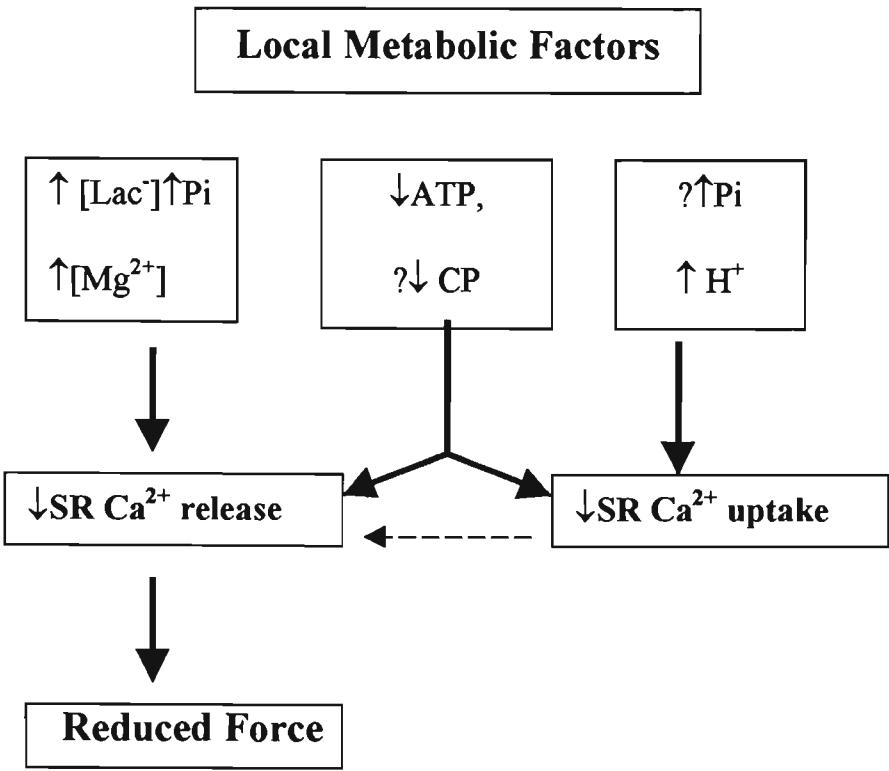 Local Metabolic Factors
↑ [Lac⁻]↑Pi
↑[Mg²⁺]
↓ATP,
?↓ CP
?↑Pi
↑ H⁺
↓SR Ca²⁺ release
↓SR Ca²⁺ uptake
Reduced Force